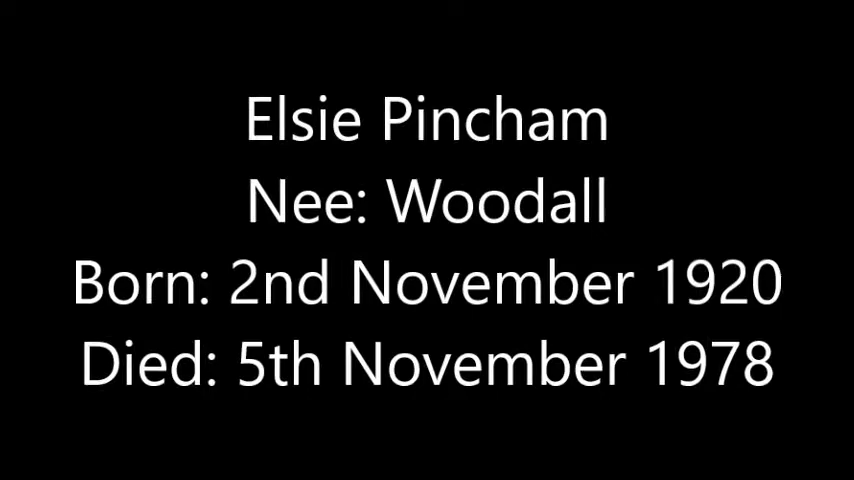 Elsie Pincham
Nee: Woodall
Born: 2nd November 1920
Died: 5th November 1978